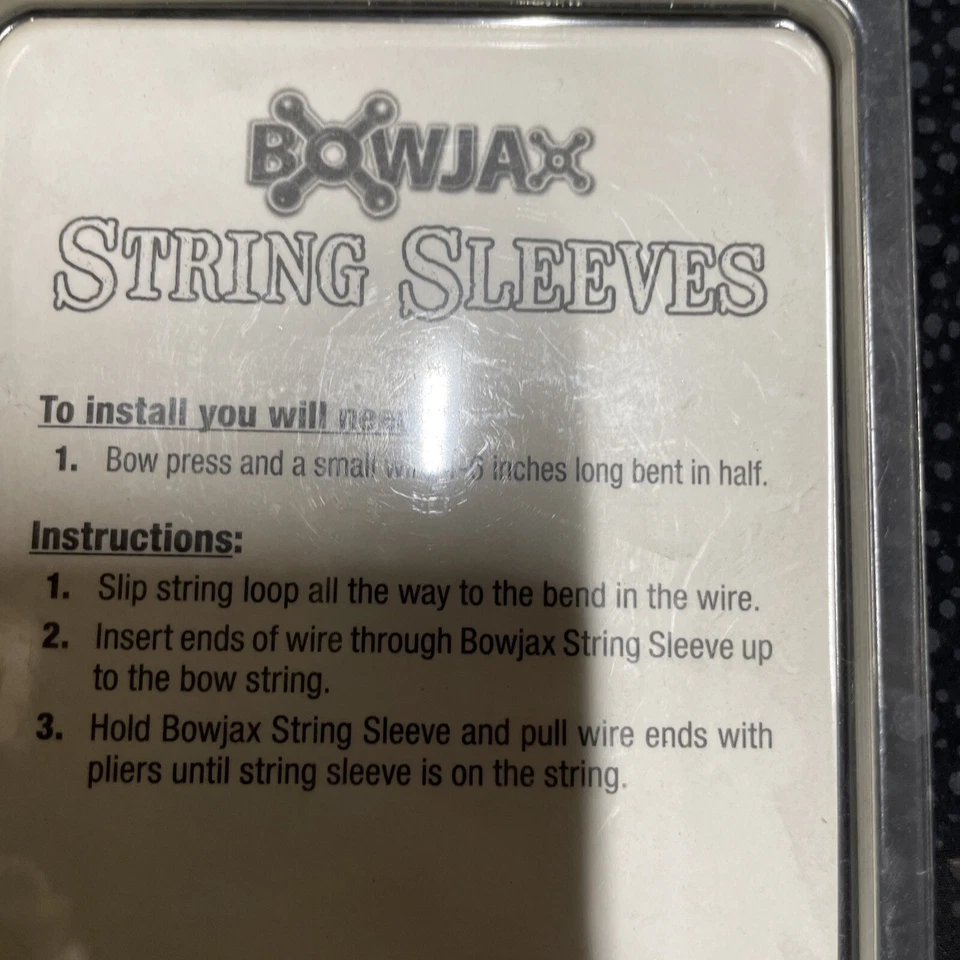 BOWJAX
STRING SLEEVES
To install you will need
1. Bow press and a small inches long bent in half.
Instructions:
1. Slip string loop all the way to the bend in the wire.
2. Insert ends of wire through Bowjax String Sleeve up
to the bow string.
3. Hold Bowjax String Sleeve and pull wire ends with
pliers until string sleeve is on the string.